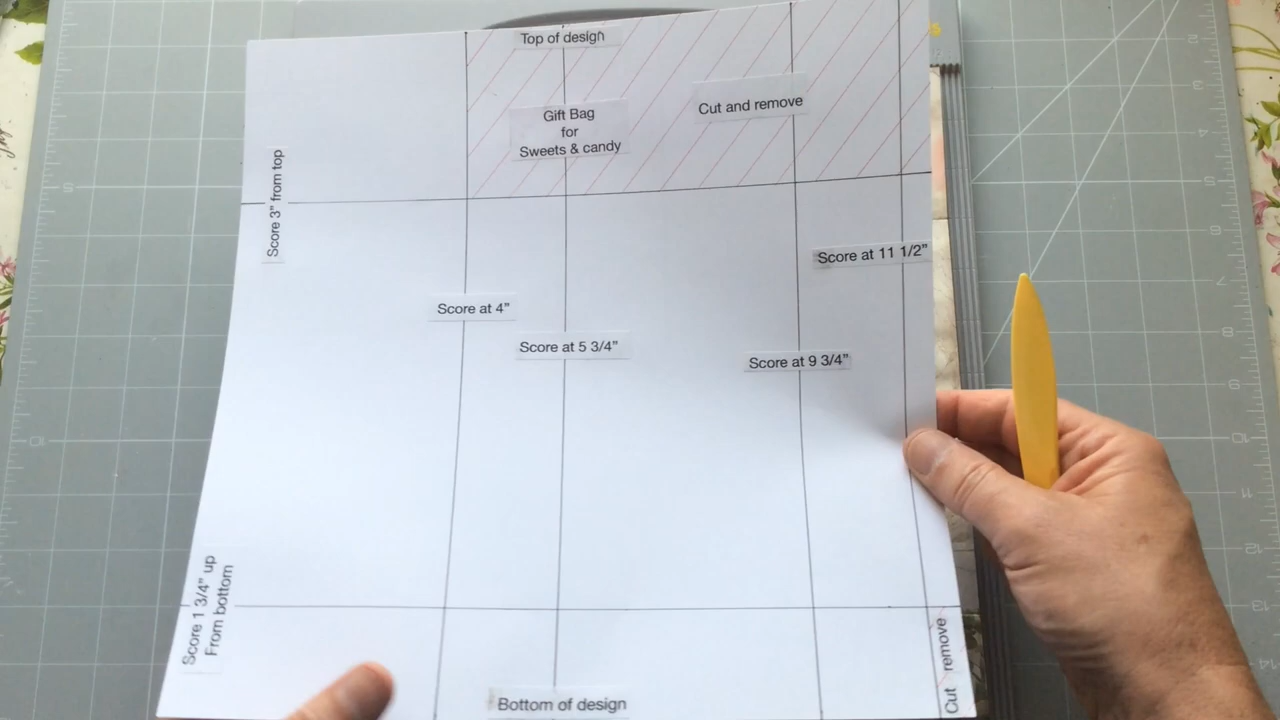 Top of design
Gift Bag
for
Sweets & candy
Cut and remove
Score 3" from top
Score at 11 1/2"
Score at 4"
Score at 5 3/4"
Score at 9 3/4"
Score 1 3/4" up
From bottom
Cut remove
Bottom of design